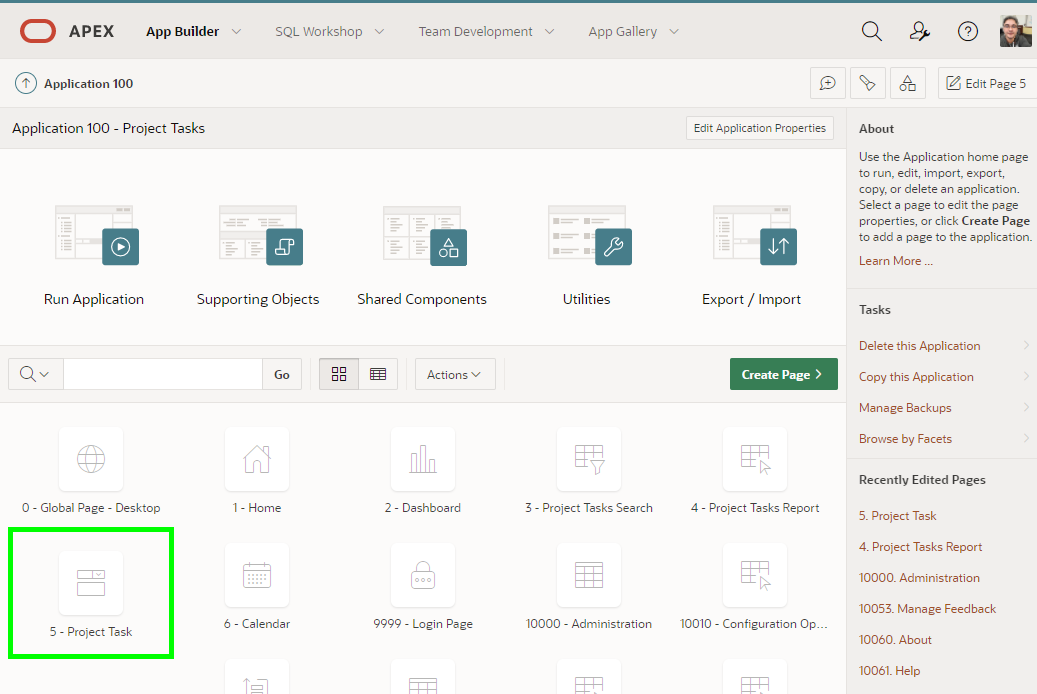 APEX App Builder SQL Workshop Team Development App Gallery
Application 100
Edit Page 5
Application 100 - Project Tasks
Edit Application Properties
Run Application
Supporting Objects
Shared Components
Utilities
Export / Import
Go
Actions
Create Page
0 - Global Page - Desktop
1 - Home
2 - Dashboard
3 - Project Tasks Search
4 - Project Tasks Report
5 - Project Task
6 - Calendar
9999 - Login Page
10000 - Administration
10010 - Configuration Op...
About
Use the Application home page
to run, edit, import, export,
copy, or delete an application.
Select a page to edit the page
properties, or click Create Page
to add a page to the application.
Learn More ...
Tasks
Delete this Application
Copy this Application
Manage Backups
Browse by Facets
Recently Edited Pages
5. Project Task
4. Project Tasks Report
10000. Administration
10053. Manage Feedback
10060. About
10061. Help